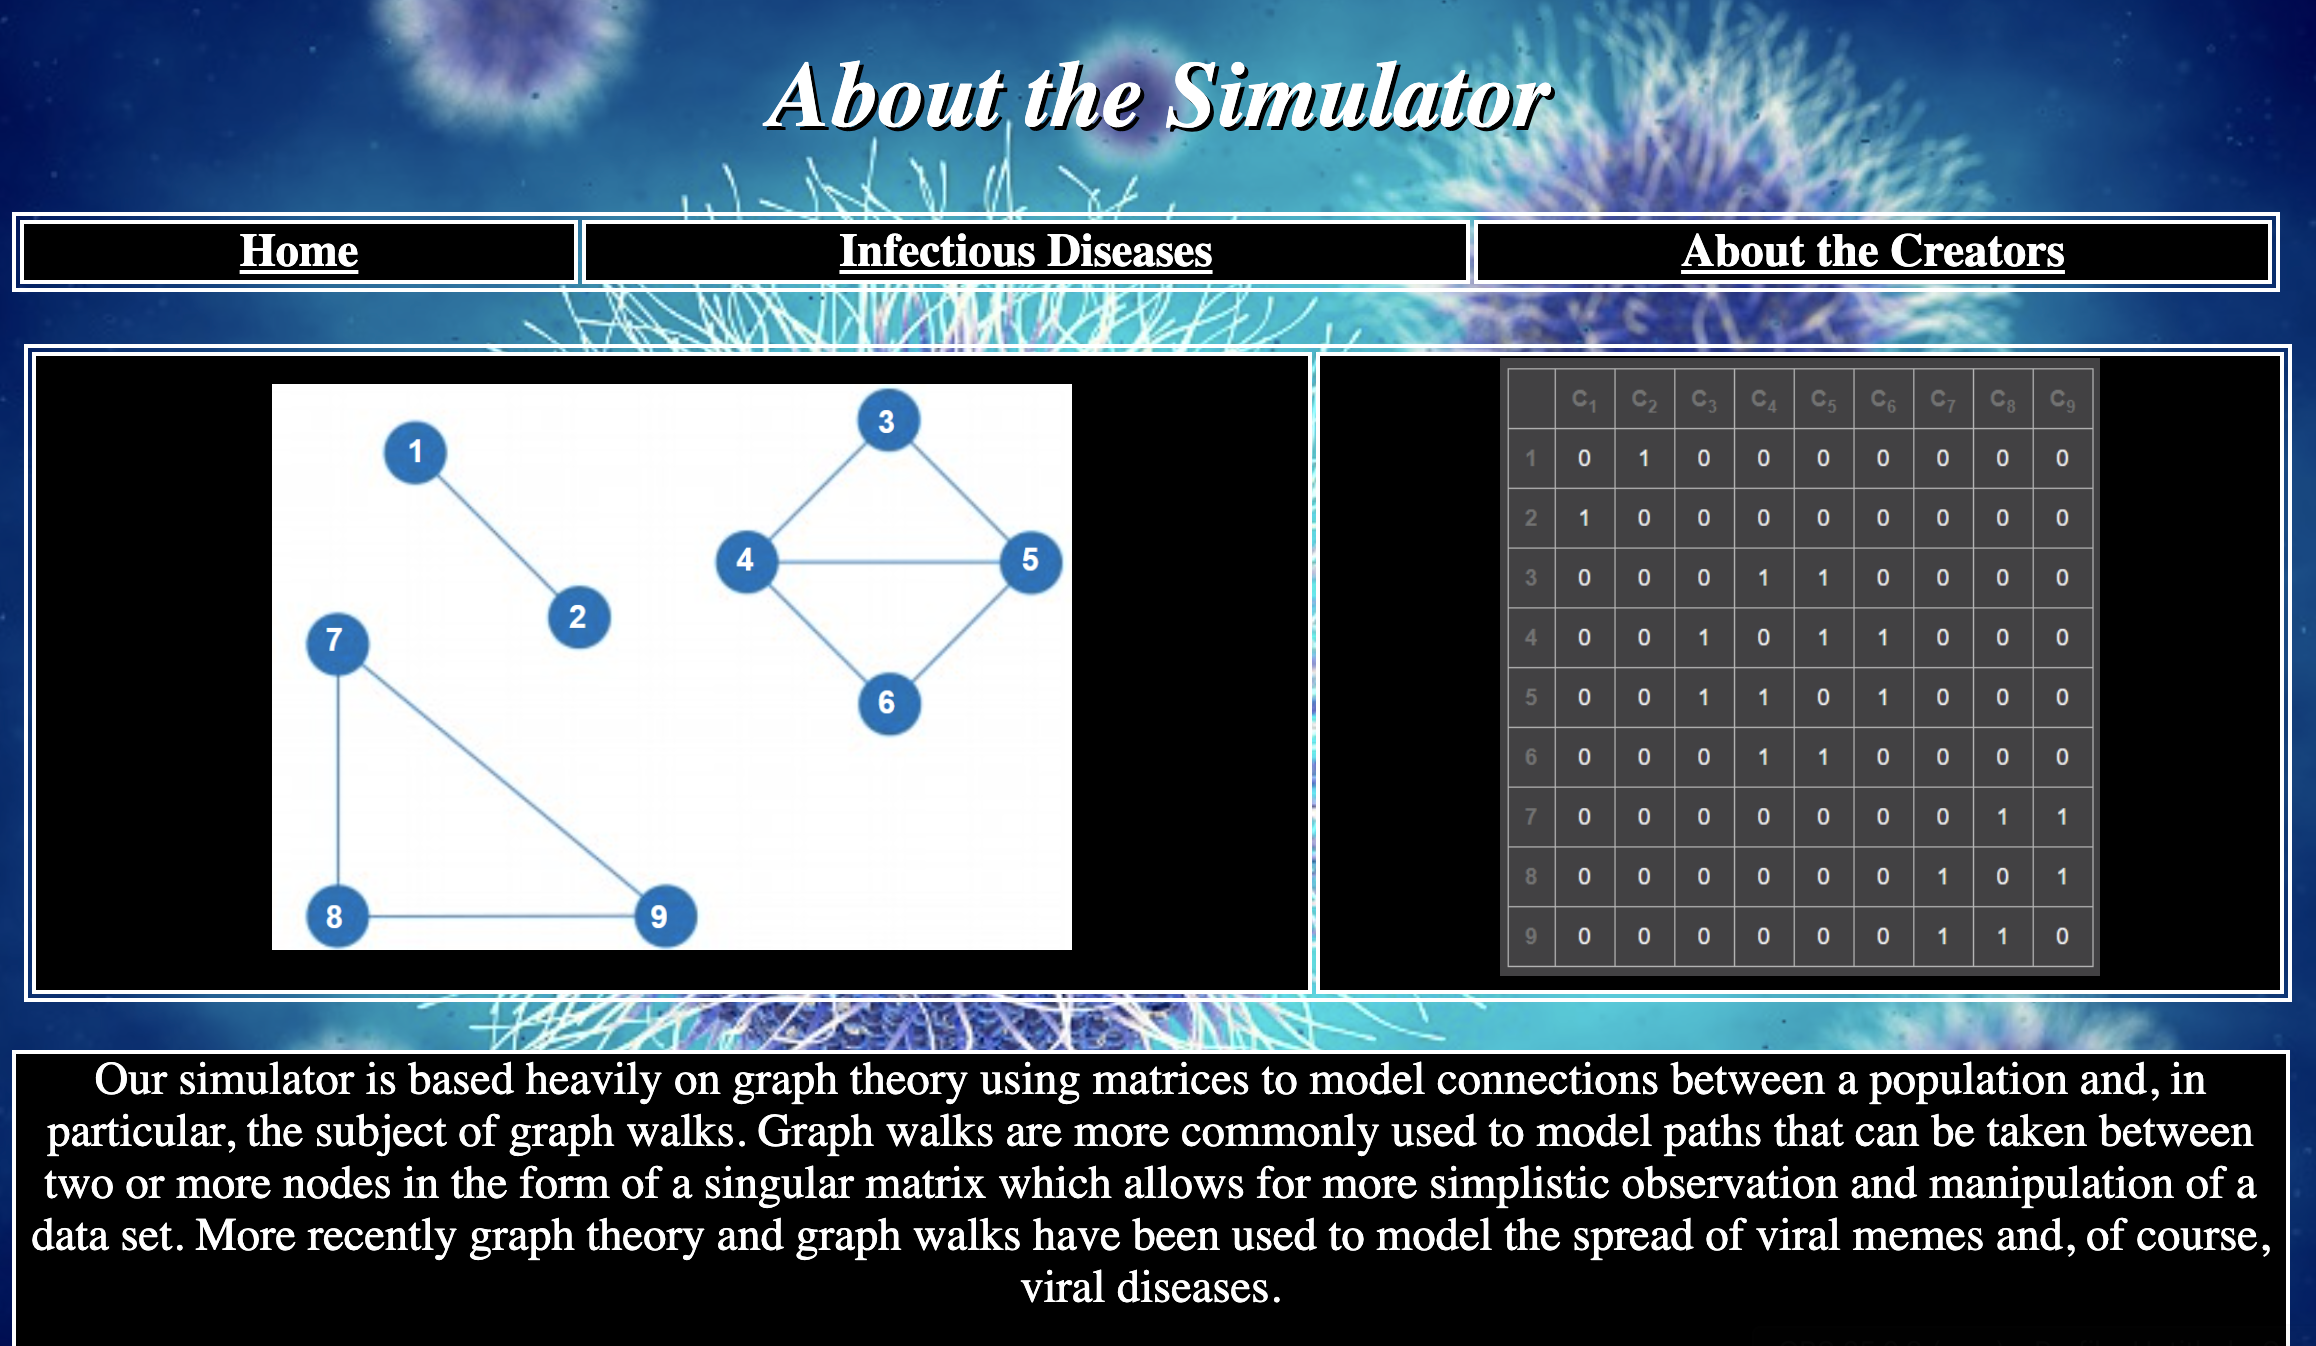 About the Simulator
Home Infectious Diseases About the Creators
1
2
3
4
5
6
7
8
9
C1 C2 C3 C4 C5 C6 C7 C8 C9
1 0 1 0 0 0 0 0 0 0
2 1 0 0 0 0 0 0 0 0
3 0 0 0 1 1 0 0 0 0
4 0 0 1 0 1 1 0 0 0
5 0 0 1 1 0 1 0 0 0
6 0 0 0 1 1 0 0 0 0
7 0 0 0 0 0 0 0 1 1
8 0 0 0 0 0 0 1 0 1
9 0 0 0 0 0 0 1 1 0
Our simulator is based heavily on graph theory using matrices to model connections between a population and, in
particular, the subject of graph walks. Graph walks are more commonly used to model paths that can be taken between
two or more nodes in the form of a singular matrix which allows for more simplistic observation and manipulation of a
data set. More recently graph theory and graph walks have been used to model the spread of viral memes and, of course,
viral diseases.